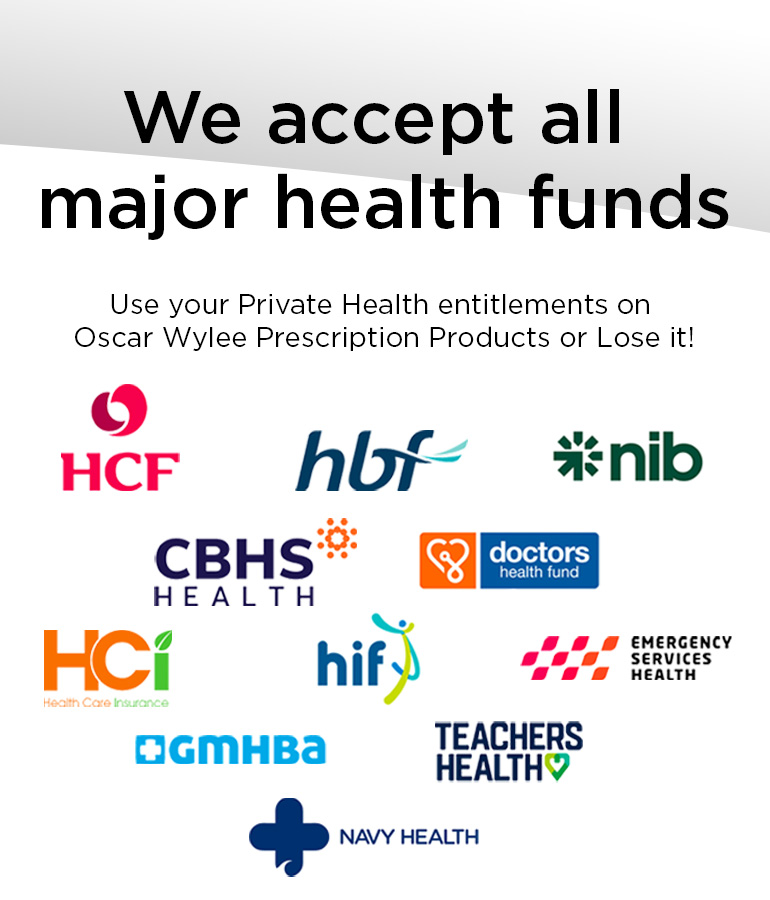 We accept all
major health funds
Use your Private Health entitlements on
Oscar Wylee Prescription Products or Lose it!
HCF
hbf
nib
CBHS
HEALTH
doctors
health fund
HCi
Health Care Insurance
hif
EMERGENCY
SERVICES
HEALTH
GMHBa
TEACHERS
HEALTH
NAVY HEALTH